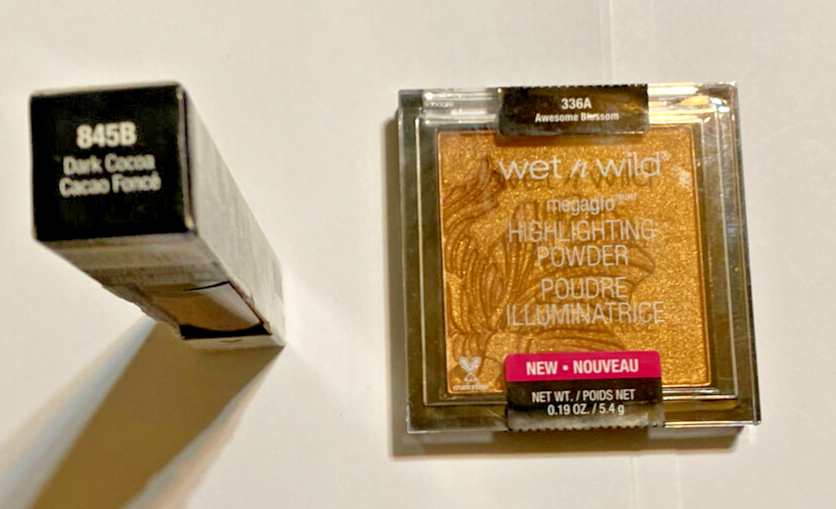 845B
Dark Cocoa
Cacao Foncé
336A
Awesome Blossom
wet n wild®
megaglo™
HIGHLIGHTING
POWDER
POUDRE
ILLUMINATRICE
NEW • NOUVEAU
NET WT. / POIDS NET
0.19 OZ. / 5.4 g